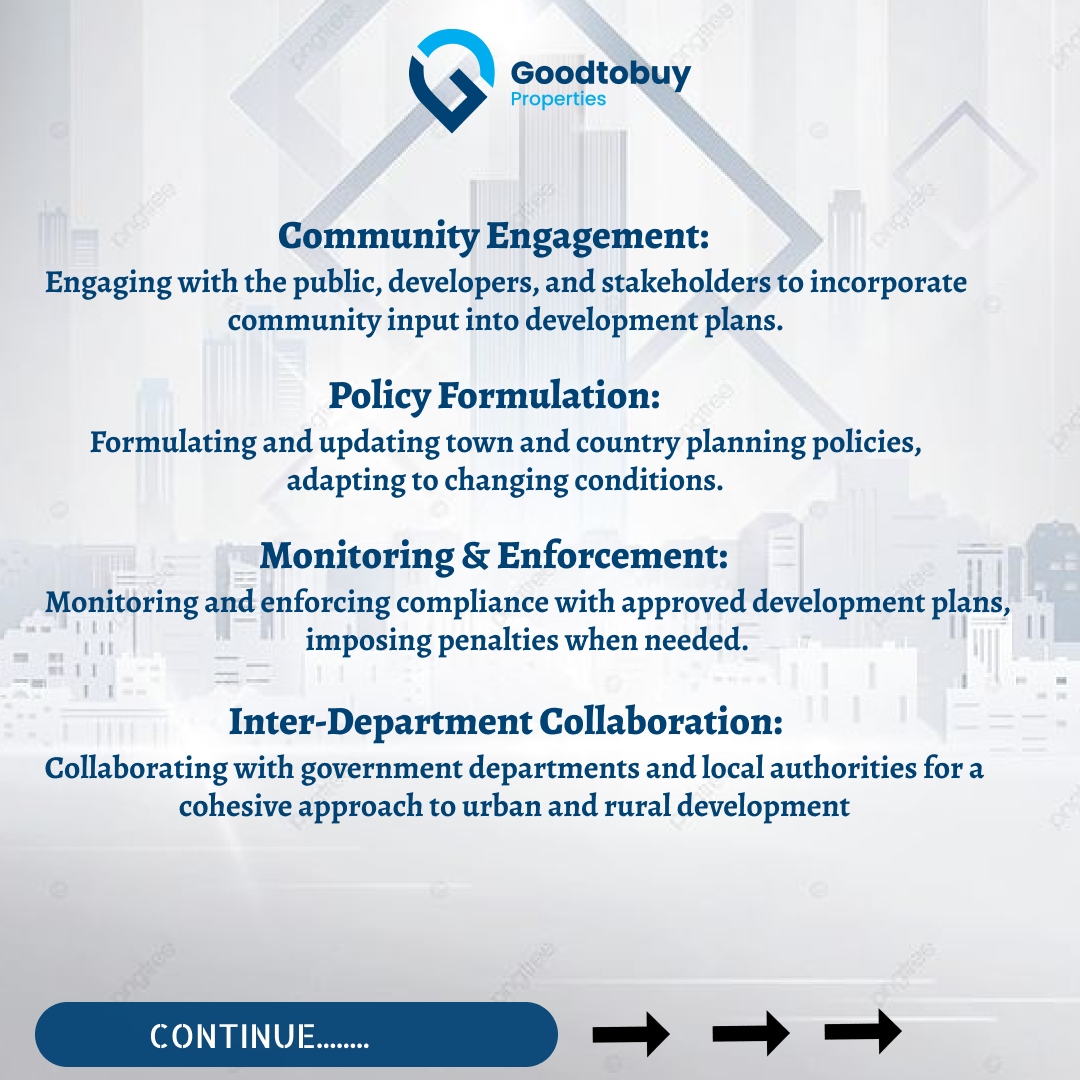 Goodtobuy
Properties
Community Engagement:
Engaging with the public, developers, and stakeholders to incorporate
community input into development plans.
Policy Formulation:
Formulating and updating town and country planning policies,
adapting to changing conditions.
Monitoring & Enforcement:
Monitoring and enforcing compliance with approved development plans,
imposing penalties when needed.
Inter-Department Collaboration:
Collaborating with government departments and local authorities for a
cohesive approach to urban and rural development
CONTINUE........
pngtree